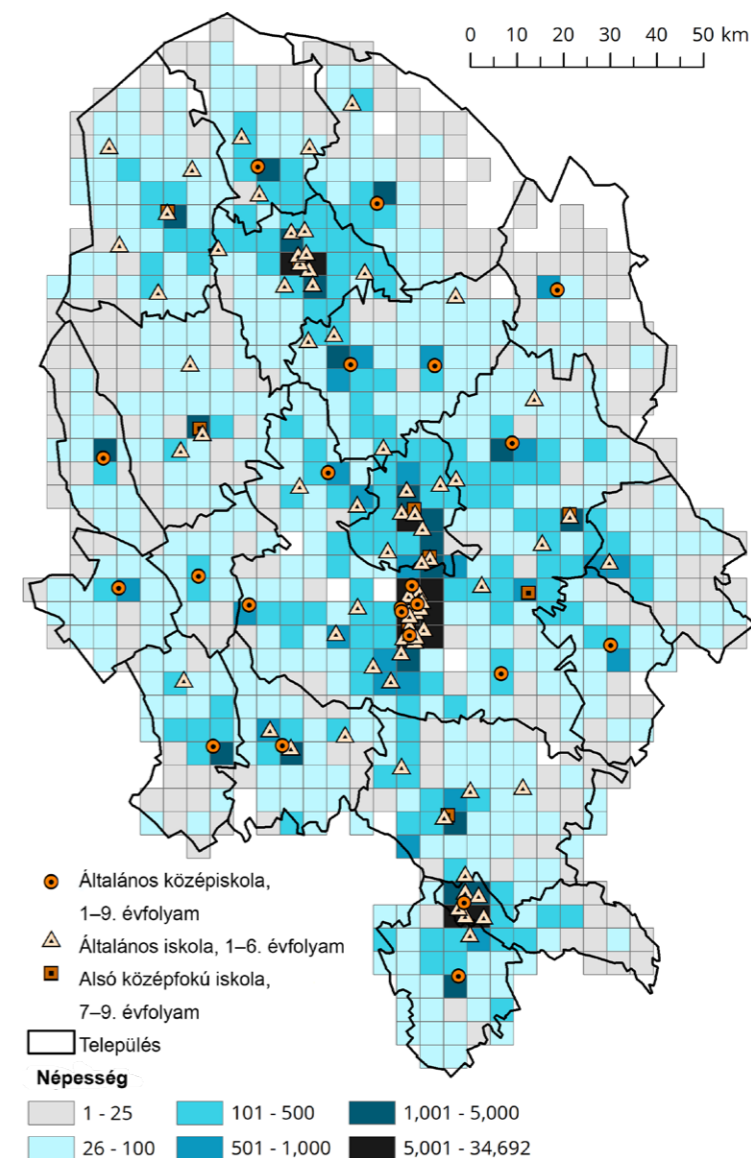 0 10 20 30 40 50 km
Általános középiskola,
1–9. évfolyam
Általános iskola, 1–6. évfolyam
Alsó középfokú iskola,
7–9. évfolyam
Település
Népesség
1 - 25 101 - 500 1,001 - 5,000
26 - 100 501 - 1,000 5,001 - 34,692